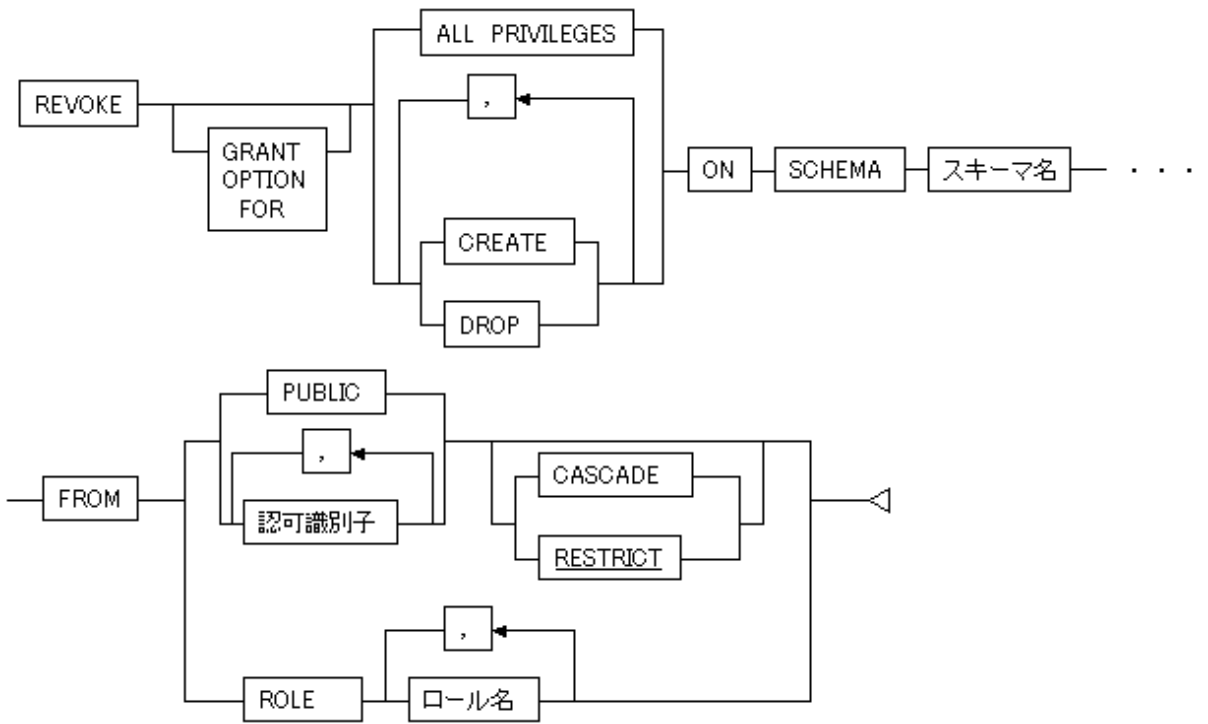 ALL PRIVILEGES
REVOKE
,
GRANT
OPTION
FOR
ON SCHEMA スキーマ名 ・・・
CREATE
DROP
PUBLIC
,
CASCADE
FROM
認可識別子
RESTRICT
,
ROLE ロール名